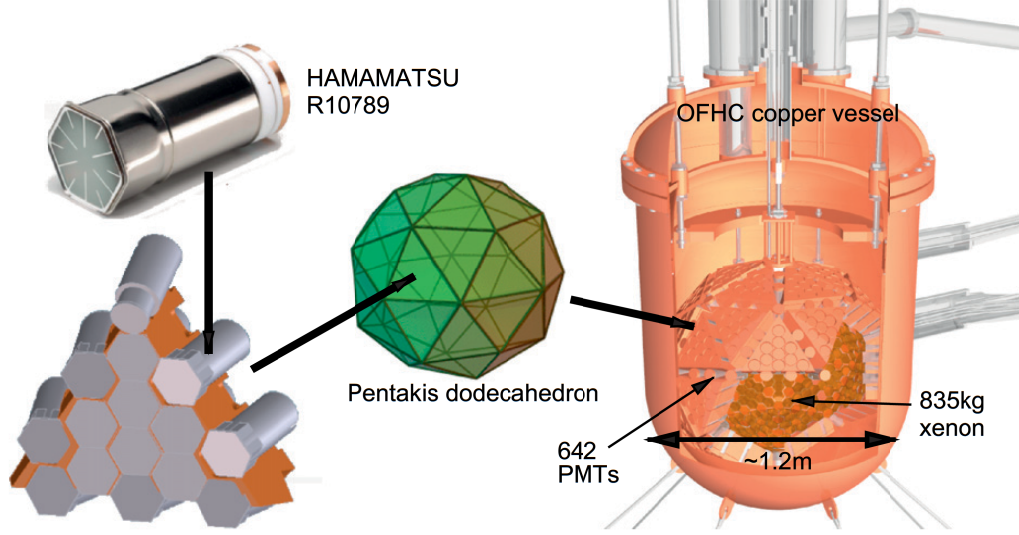 HAMAMATSU
R10789
OFHC copper vessel
Pentakis dodecahedron
835kg
xenon
642
PMTs
~1.2m